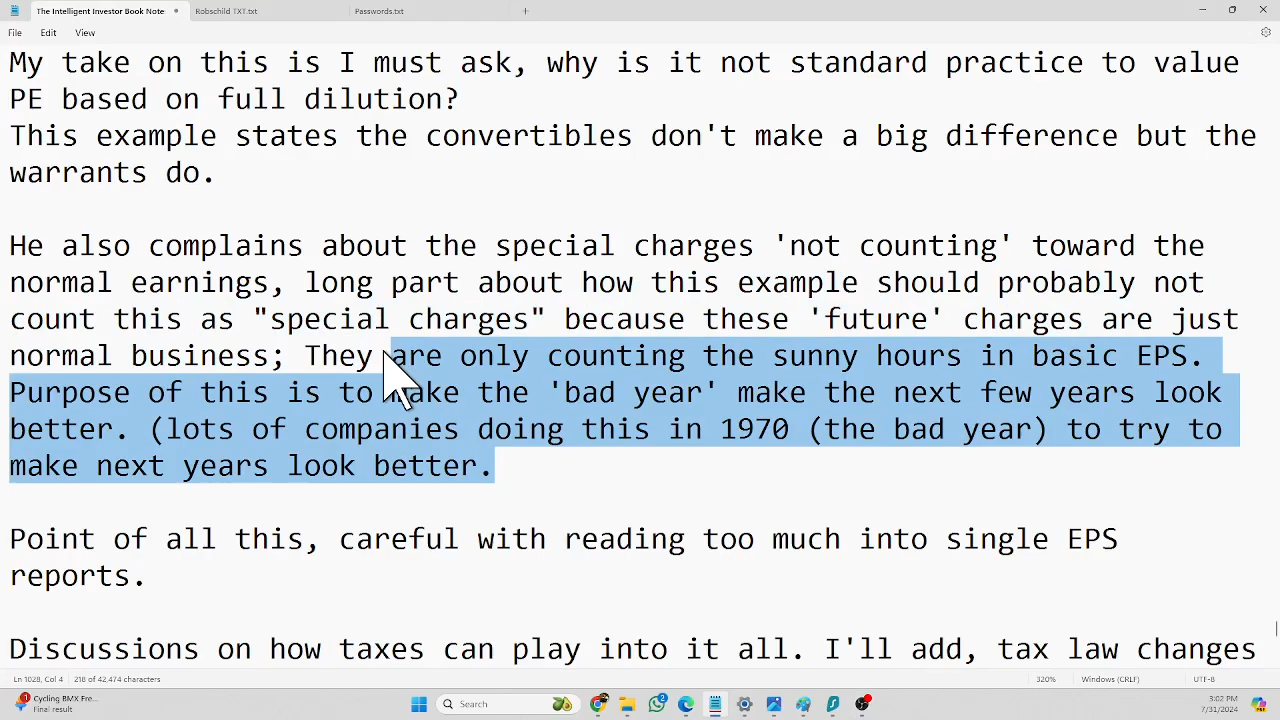 The Intelligent Investor Book Note
Robschild TXT.txt
Passwords.txt
File
Edit
View
My take on this is I must ask, why is it not standard practice to value
PE based on full dilution?
This example states the convertibles don't make a big difference but the
warrants do.
He also complains about the special charges 'not counting' toward the
normal earnings, long part about how this example should probably not
count this as "special charges" because these 'future' charges are just
normal business; They are only counting the sunny hours in basic EPS.
Purpose of this is to make the 'bad year' make the next few years look
better. (lots of companies doing this in 1970 (the bad year) to try to
make next years look better.
Point of all this, careful with reading too much into single EPS
reports.
Discussions on how taxes can play into it all. I'll add, tax law changes
Ln 1028, Col 4
218 of 42,474 characters
320%
Windows (CRLF)
UTF-8
1
Cycling BMX Fre...
Final result
Search
2
3:02 PM
7/31/2024